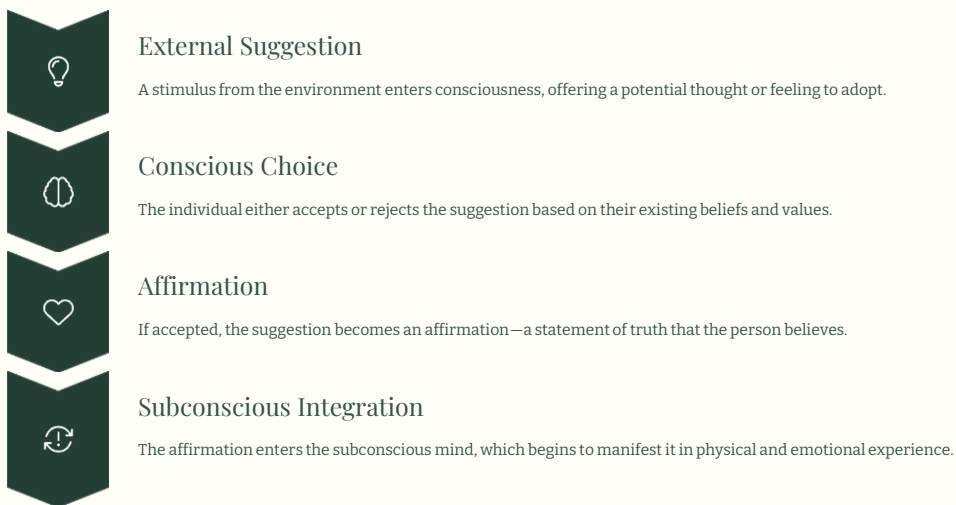 External Suggestion
A stimulus from the environment enters consciousness, offering a potential thought or feeling to adopt.
Conscious Choice
The individual either accepts or rejects the suggestion based on their existing beliefs and values.
Affirmation
If accepted, the suggestion becomes an affirmation—a statement of truth that the person believes.
Subconscious Integration
The affirmation enters the subconscious mind, which begins to manifest it in physical and emotional experience.